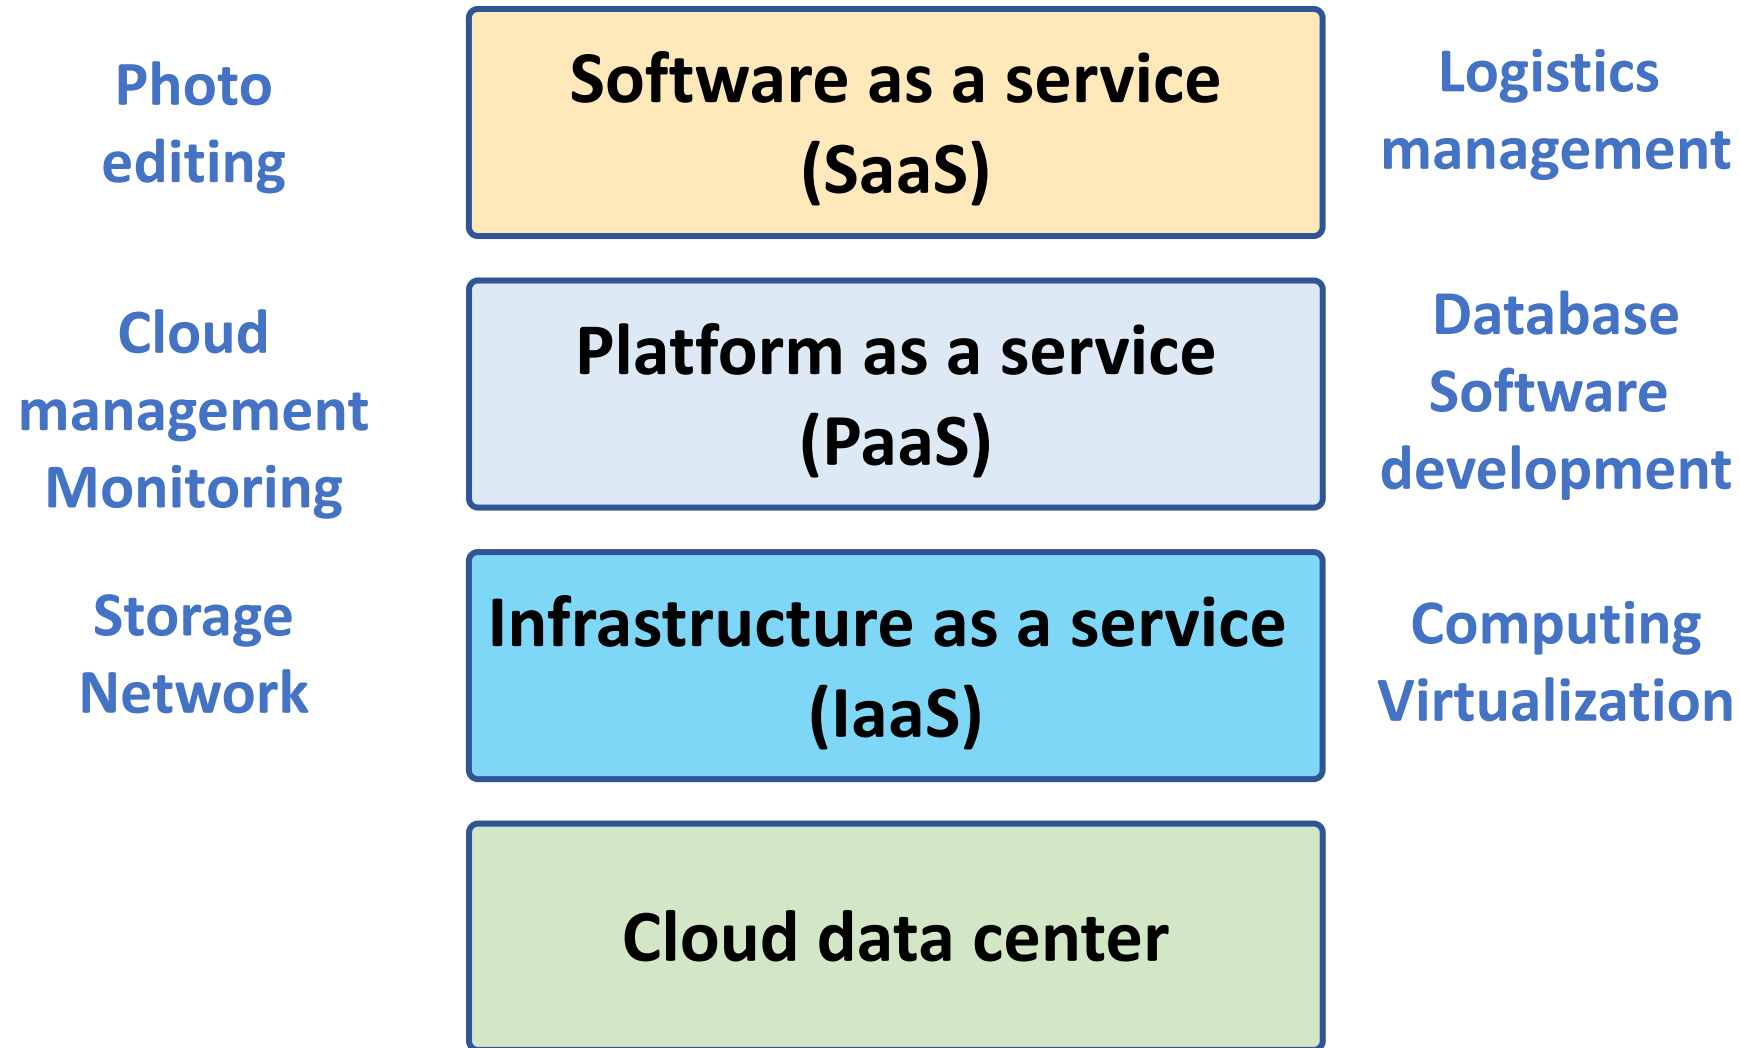 Photo
editing
Software as a service
(SaaS)
Logistics
management
Cloud
management
Monitoring
Platform as a service
(PaaS)
Database
Software
development
Storage
Network
Infrastructure as a service
(IaaS)
Computing
Virtualization
Cloud data center